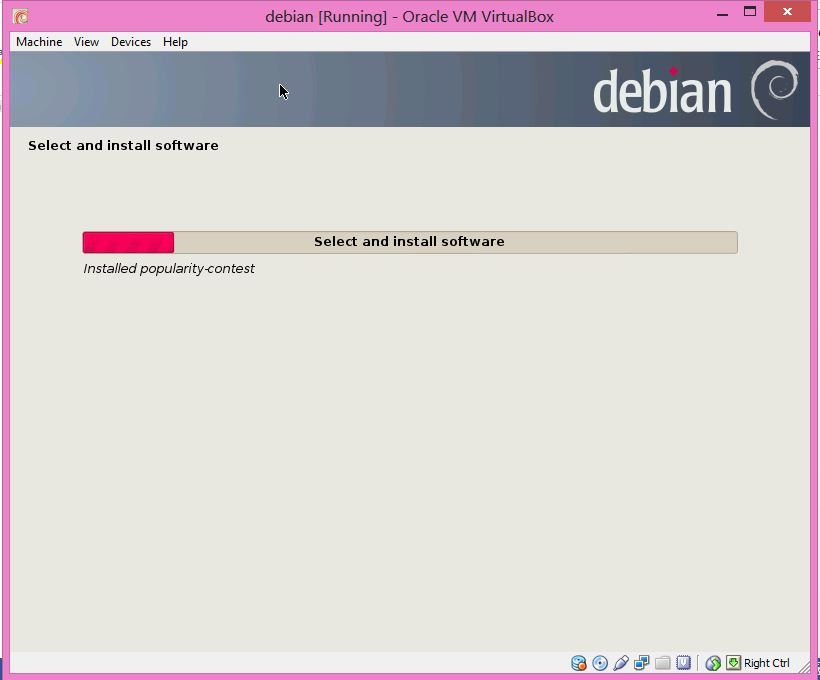 debian [Running] - Oracle VM VirtualBox
Machine View Devices Help
debian
Select and install software
Select and install software
Installed popularity-contest
Right Ctrl